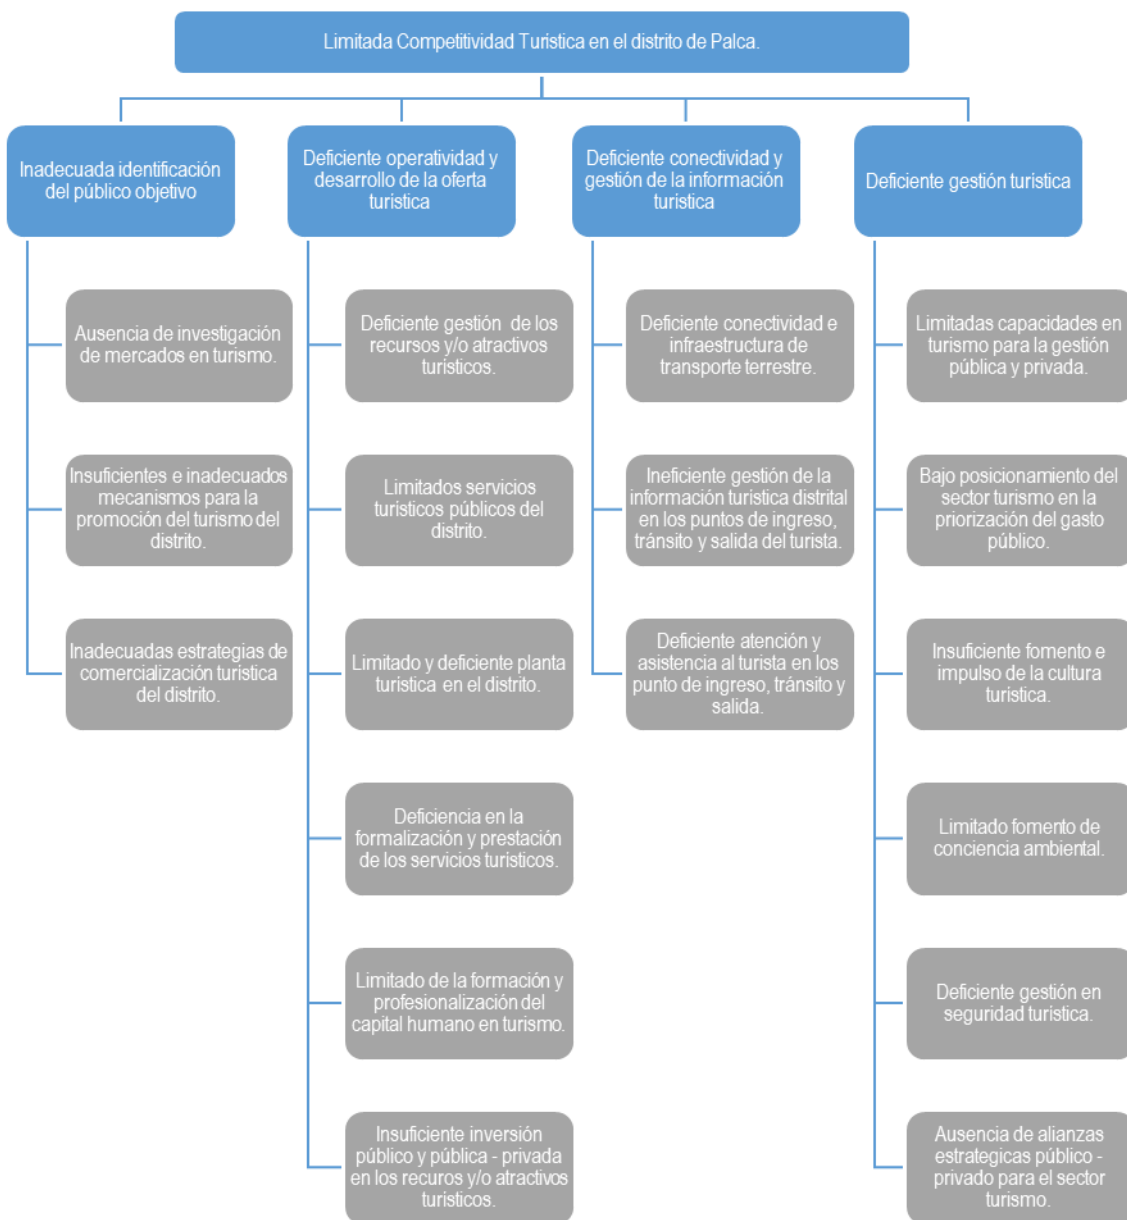 Limitada Competividad Turistica en el distrito de Palca.
Inadecuada identificación
del público objetivo
Ausencia de investigación
de mercados en turismo.
Insuficientes e inadecuados
mecanismos para la
promoción del turismo del
distrito.
Inadecuadas estrategias de
comercialización turistica
del distrito.
Deficiente operatividad y
desarrollo de la oferta
turística
Deficiente gestión de los
recursos y/o atractivos
turísticos.
Limitados servicios
turísticos públicos del
distrito.
Limitado y deficiente planta
turistica en el distrito.
Deficiencia en la
formalización y prestación
de los servicios turísticos.
Limitado de la formación y
profesionalización del
capital humano en turismo.
Insuficiente inversión
público y pública - privada
en los recuros y/o atractivos
turísticos.
Deficiente conectividad y
gestión de la información
turística
Deficiente conectividad e
infraestructura de
transporte terrestre.
Ineficiente gestión de la
información turistica distrital
en los puntos de ingreso,
tránsito y salida del turista.
Deficiente atención y
asistencia al turista en los
punto de ingreso, tránsito y
salida.
Deficiente gestión turistica
Limitadas capacidades en
turismo para la gestión
pública y privada.
Bajo posicionamiento del
sector turismo en la
priorización del gasto
público.
Insuficiente fomento e
impulso de la cultura
turistica.
Limitado fomento de
conciencia ambiental.
Deficiente gestión en
seguridad turistica.
Ausencia de alianzas
estrategicas público -
privado para el sector
turismo.